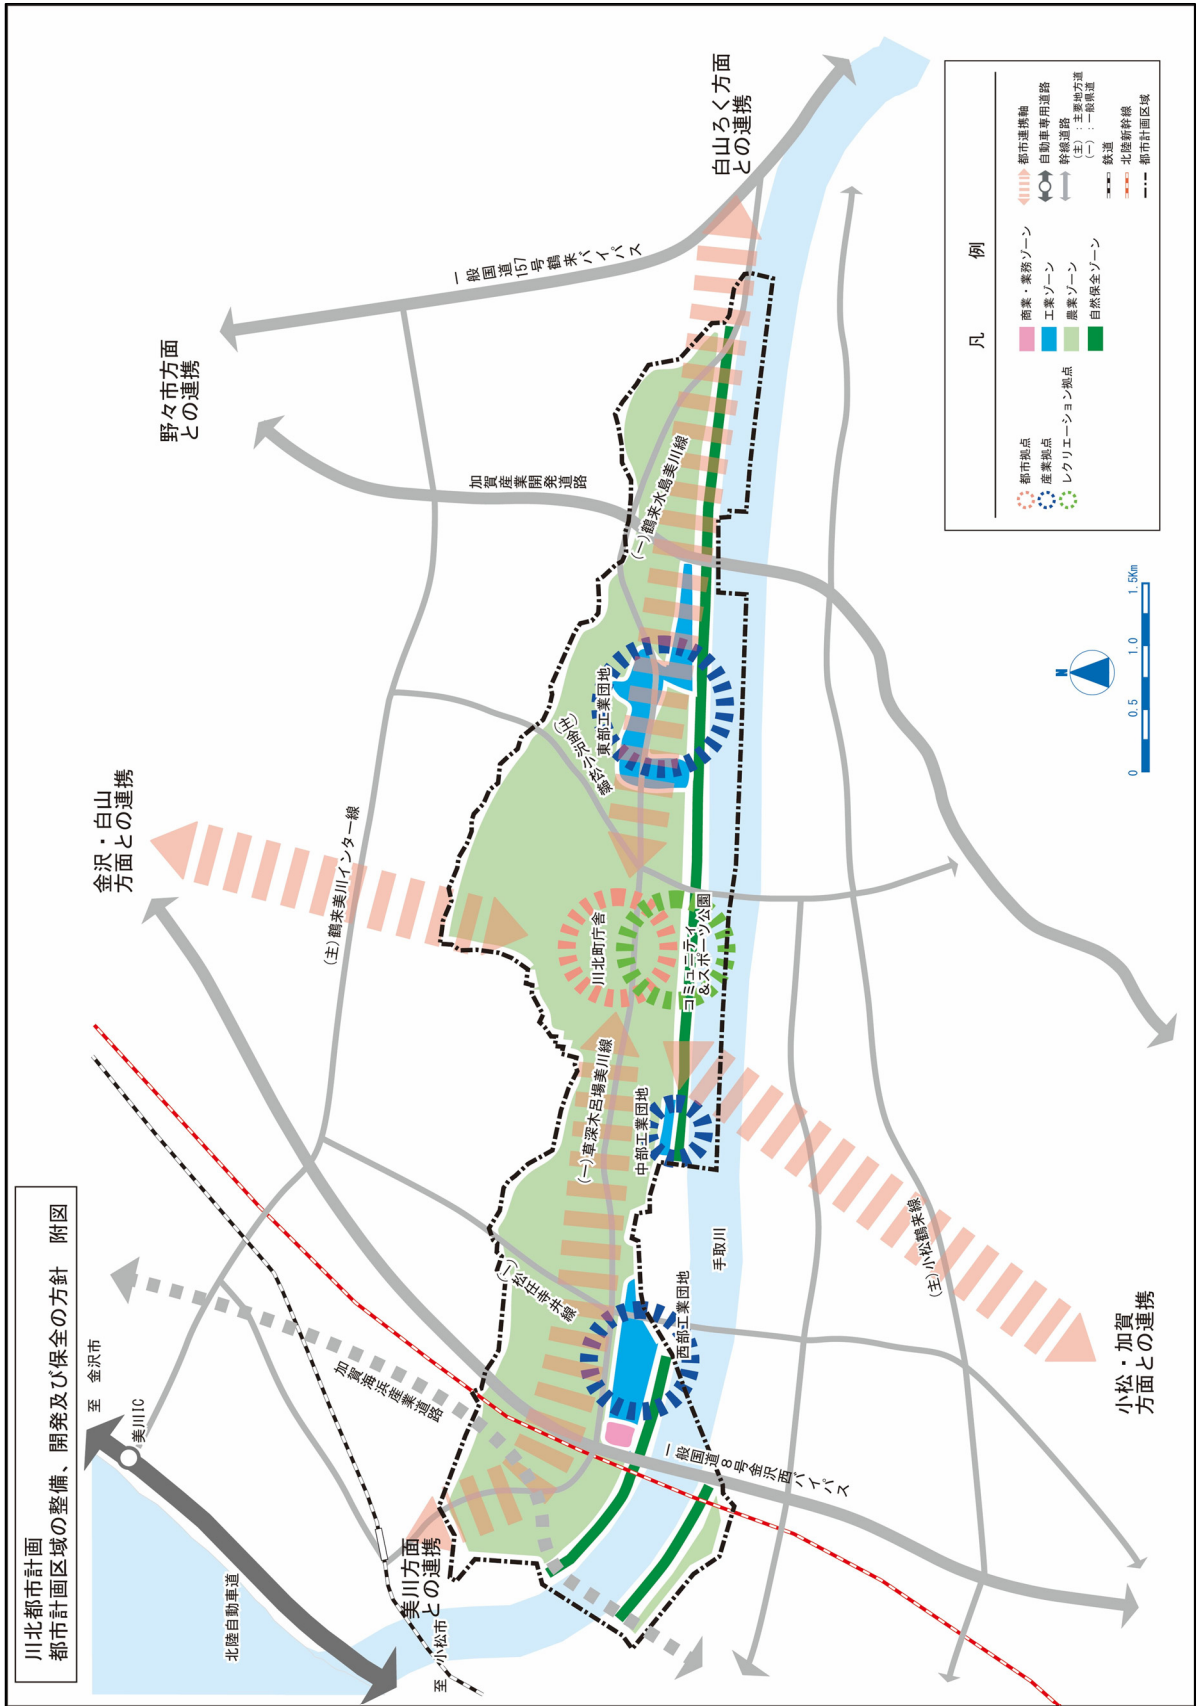 川北都市計画
都市計画区域の整備、開発及び保全の方針　附図
至　金沢市
美川IC
北陸自動車道
至　小松市
美川方面
との連携
加賀海浜産業道路
(一)松任寺井線
一般国道8号金沢西バイパス
西部工業団地
手取川
(一)草深木呂場美川線
中部工業団地
(主)鶴来美川インター線
金沢・白山
方面との連携
川北町庁舎
コミュニティ
&スポーツ公園
(主)小松鶴来線
小松・加賀
方面との連携
(主)金沢小松線
東部工業団地
(一)鶴来水島美川線
加賀産業開発道路
野々市方面
との連携
一般国道157号鶴来バイパス
白山ろく方面
との連携
N
0
0.5
1.0
1.5Km
凡　例
都市拠点
産業拠点
レクリエーション拠点
商業・業務ゾーン
工業ゾーン
農業ゾーン
自然保全ゾーン
都市連携軸
自動車専用道路
幹線道路
(主)：主要地方道
(一)：一般県道
鉄道
北陸新幹線
都市計画区域